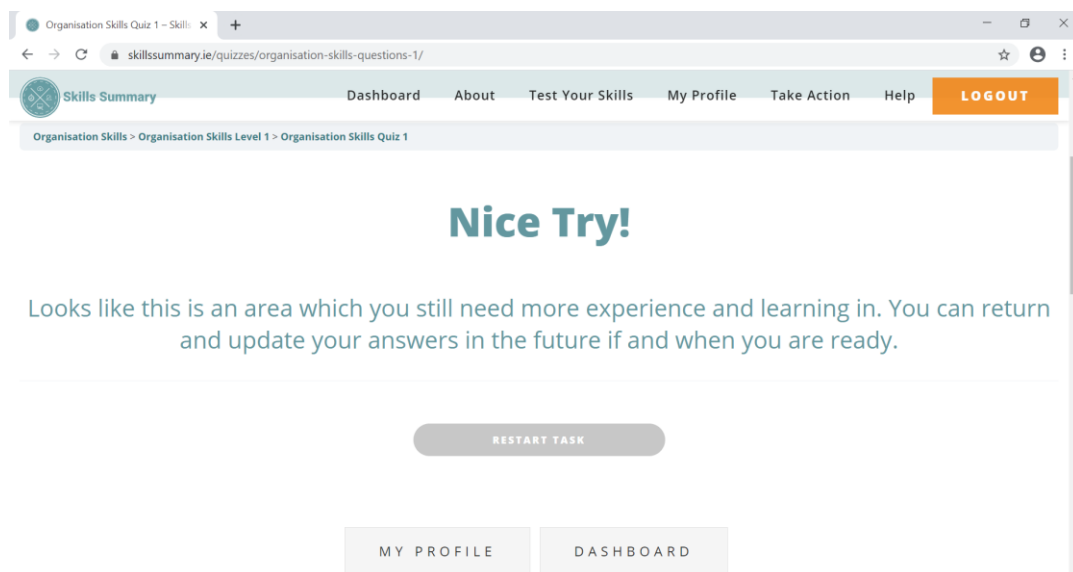 Organisation Skills Quiz 1 – Skill
skillssummary.ie/quizzes/organisation-skills-questions-1/
Skills Summary Dashboard About Test Your Skills My Profile Take Action Help LOGOUT
Organisation Skills > Organisation Skills Level 1 > Organisation Skills Quiz 1
Nice Try!
Looks like this is an area which you still need more experience and learning in. You can return
and update your answers in the future if and when you are ready.
RESTART TASK
MY PROFILE DASHBOARD